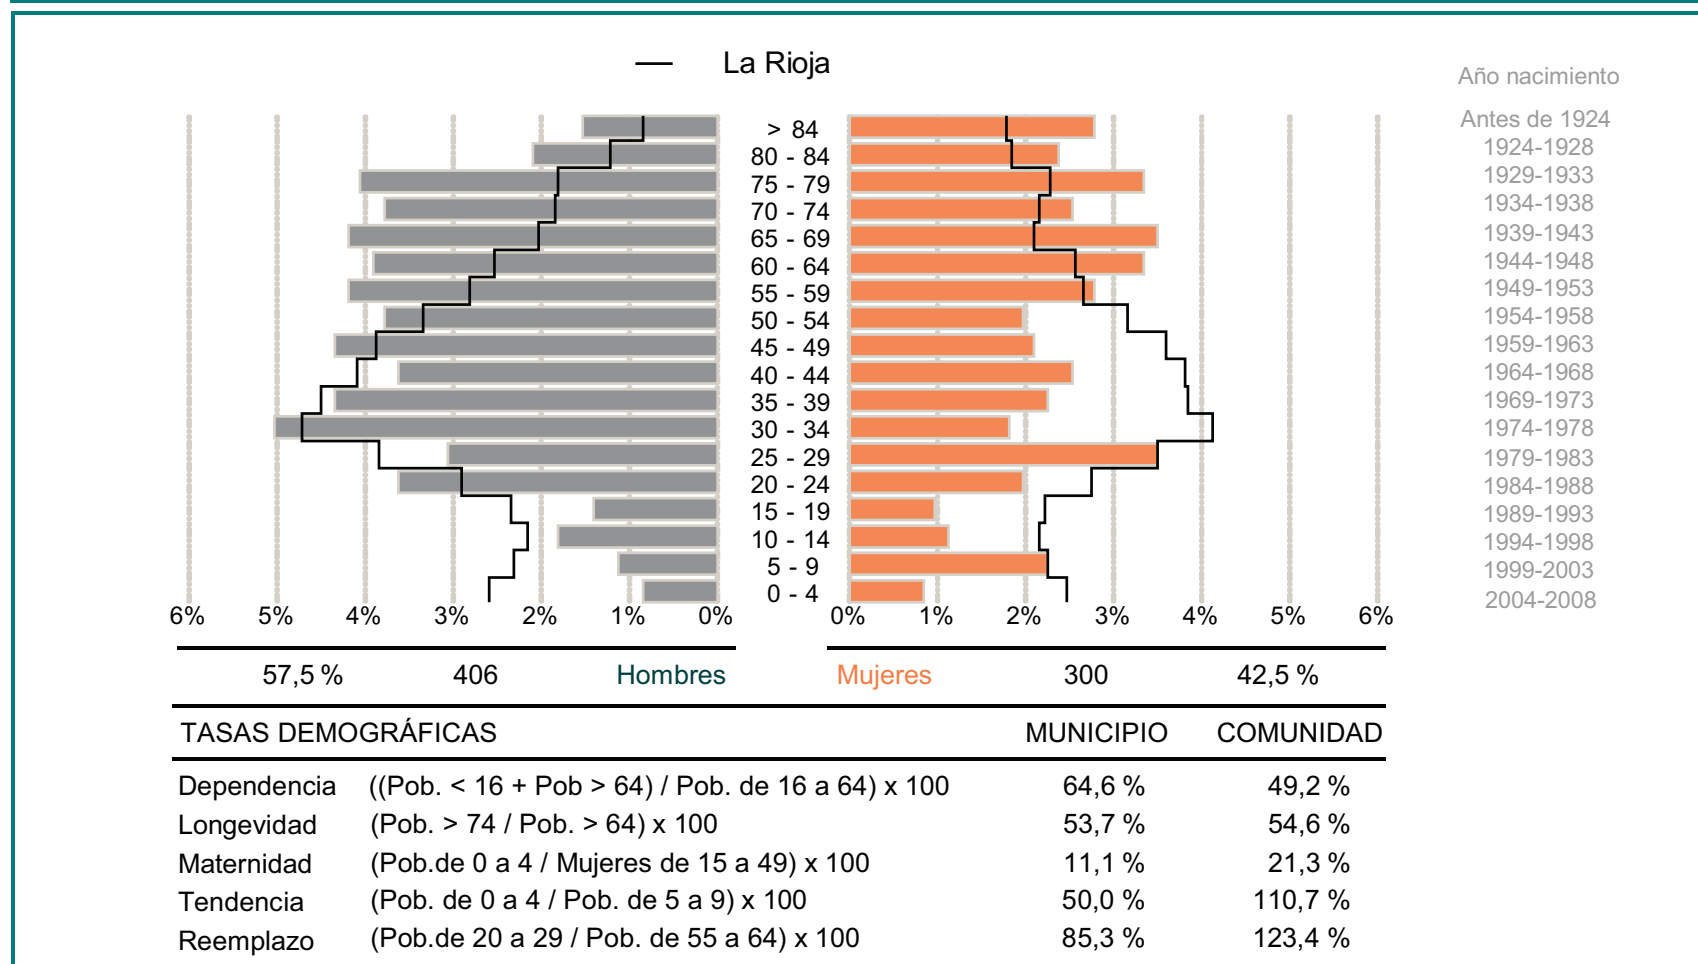 La Rioja
Año nacimiento
> 84 Antes de 1924
80 - 84 1924-1928
75 - 79 1929-1933
70 - 74 1934-1938
65 - 69 1939-1943
60 - 64 1944-1948
55 - 59 1949-1953
50 - 54 1954-1958
45 - 49 1959-1963
40 - 44 1964-1968
35 - 39 1969-1973
30 - 34 1974-1978
25 - 29 1979-1983
20 - 24 1984-1988
15 - 19 1989-1993
10 - 14 1994-1998
5 - 9 1999-2003
0 - 4 2004-2008
6% 5% 4% 3% 2% 1% 0% 0% 1% 2% 3% 4% 5% 6%
57,5 % 406 Hombres Mujeres 300 42,5 %
TASAS DEMOGRÁFICAS MUNICIPIO COMUNIDAD
Dependencia ((Pob. < 16 + Pob > 64) / Pob. de 16 a 64) x 100 64,6 % 49,2 %
Longevidad (Pob. > 74 / Pob. > 64) x 100 53,7 % 54,6 %
Maternidad (Pob.de 0 a 4 / Mujeres de 15 a 49) x 100 11,1 % 21,3 %
Tendencia (Pob. de 0 a 4 / Pob. de 5 a 9) x 100 50,0 % 110,7 %
Reemplazo (Pob.de 20 a 29 / Pob. de 55 a 64) x 100 85,3 % 123,4 %